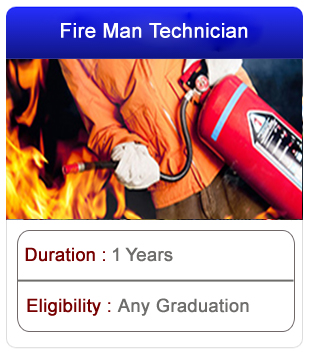 Fire Man Technician
Duration : 1 Years
Eligibility : Any Graduation